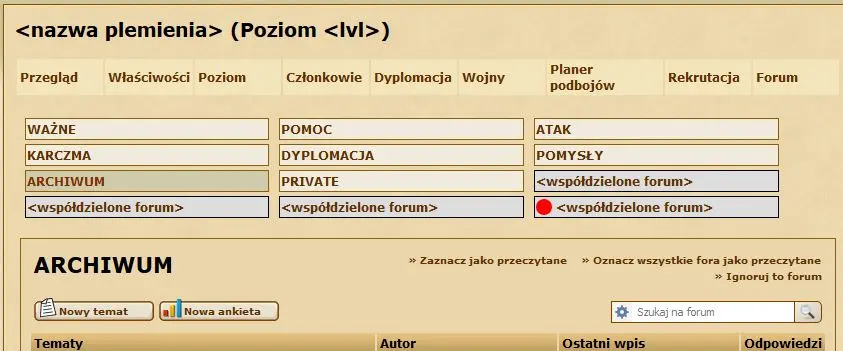 <nazwa plemienia> (Poziom <lvl>)
Przegląd Właściwości Poziom Członkowie Dyplomacja Wojny Planer podbojów Rekrutacja Forum
WAŻNE POMOC ATAK
KARCZMA DYPLOMACJA POMYSŁY
ARCHIWUM PRIVATE <współdzielone forum>
<współdzielone forum> <współdzielone forum> <współdzielone forum>
ARCHIWUM
» Zaznacz jako przeczytane » Oznacz wszystkie fora jako przeczytane
» Ignoruj to forum
Nowy temat Nowa ankieta Szukaj na forum
Tematy Autor Ostatni wpis Odpowiedzi